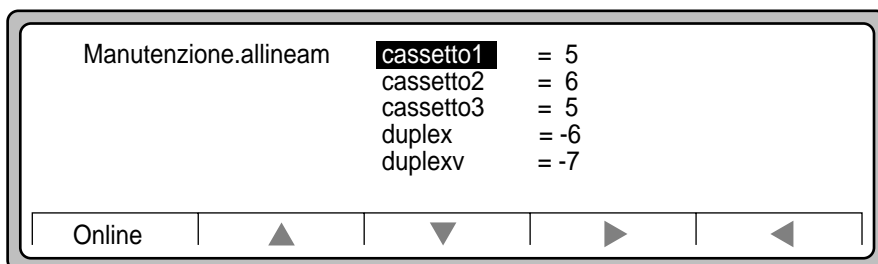 Manutenzione.allineam cassetto1 = 5
cassetto2 = 6
cassetto3 = 5
duplex = -6
duplexv = -7
Online